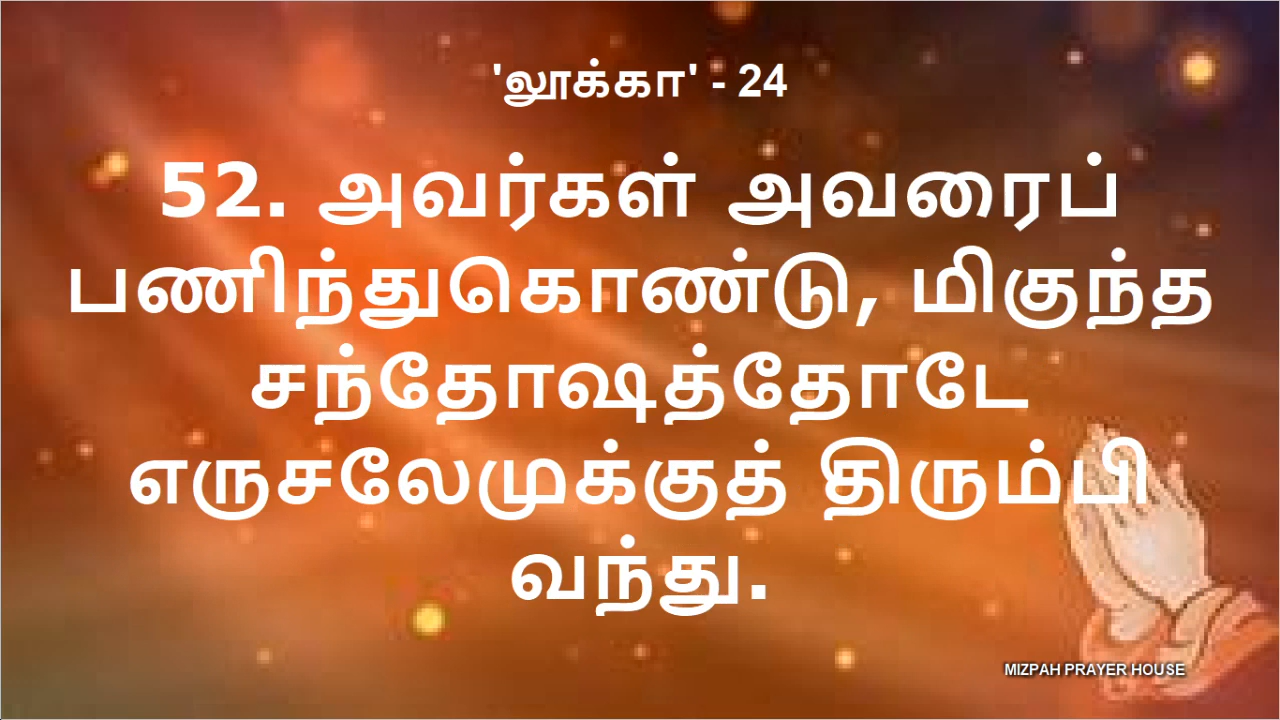 'லூக்கா' - 24
52. அவர்கள் அவரைப்
பணிந்துகொண்டு, மிகுந்த
சந்தோஷத்தோடே
எருசலேமுக்குத் திரும்பி
வந்து.
MIZPAH PRAYER HOUSE